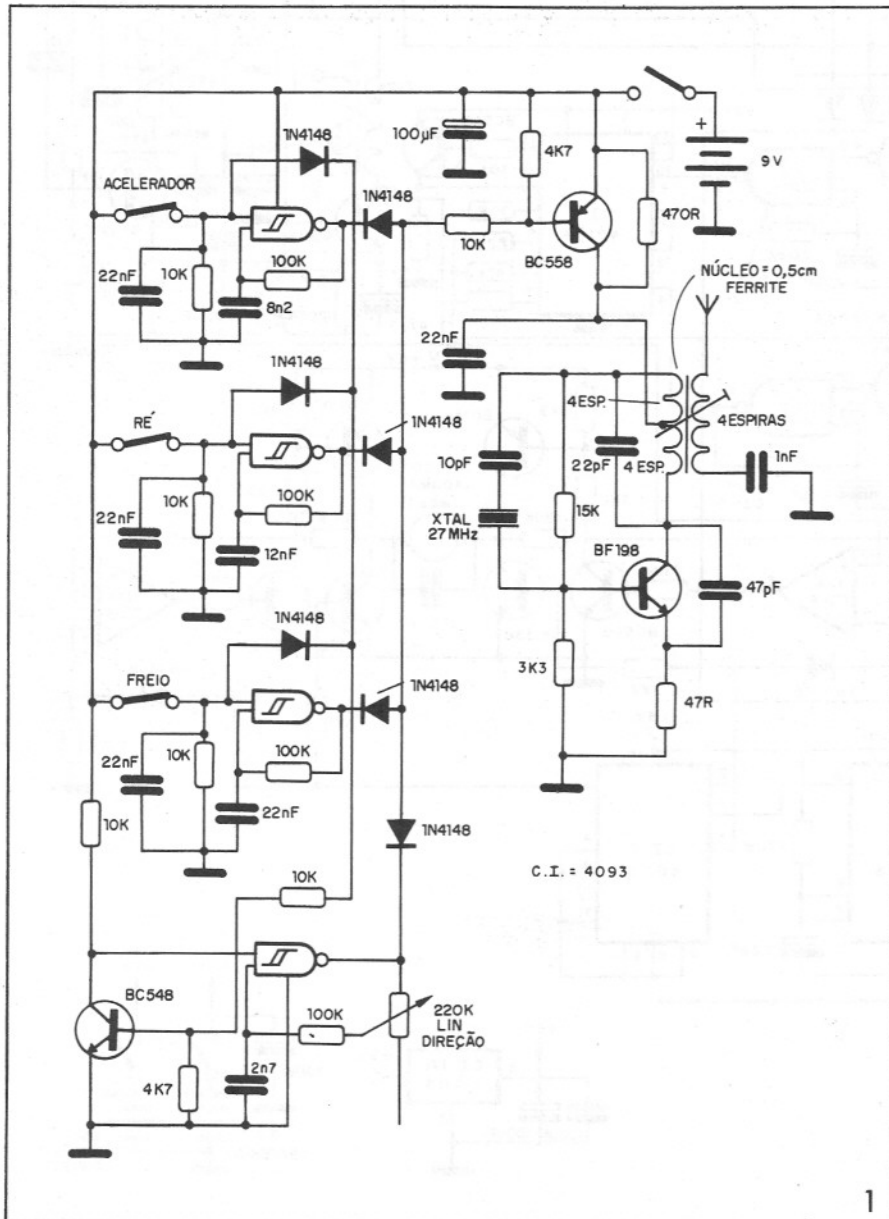 1N4148
100µF
4K7
+
9V
ACELERADOR
1N4148
10K
BC558
470R
22nF
10K
100K
8n2
NÚCLEO = 0,5cm
FERRITE
22nF
1N4148
4ESP.
4ESPIRAS
RÉ
1N4148
10pF
22pF
4 ESP.
1nF
22nF
10K
100K
15K
XTAL
27MHz
12nF
BF198
47pF
1N4148
3K3
FREIO
1N4148
47R
22nF
10K
100K
22nF
10K
1N4148
10K
C.I. = 4093
BC548
100K
220K
LIN
DIREÇÃO
4K7
2n7
1